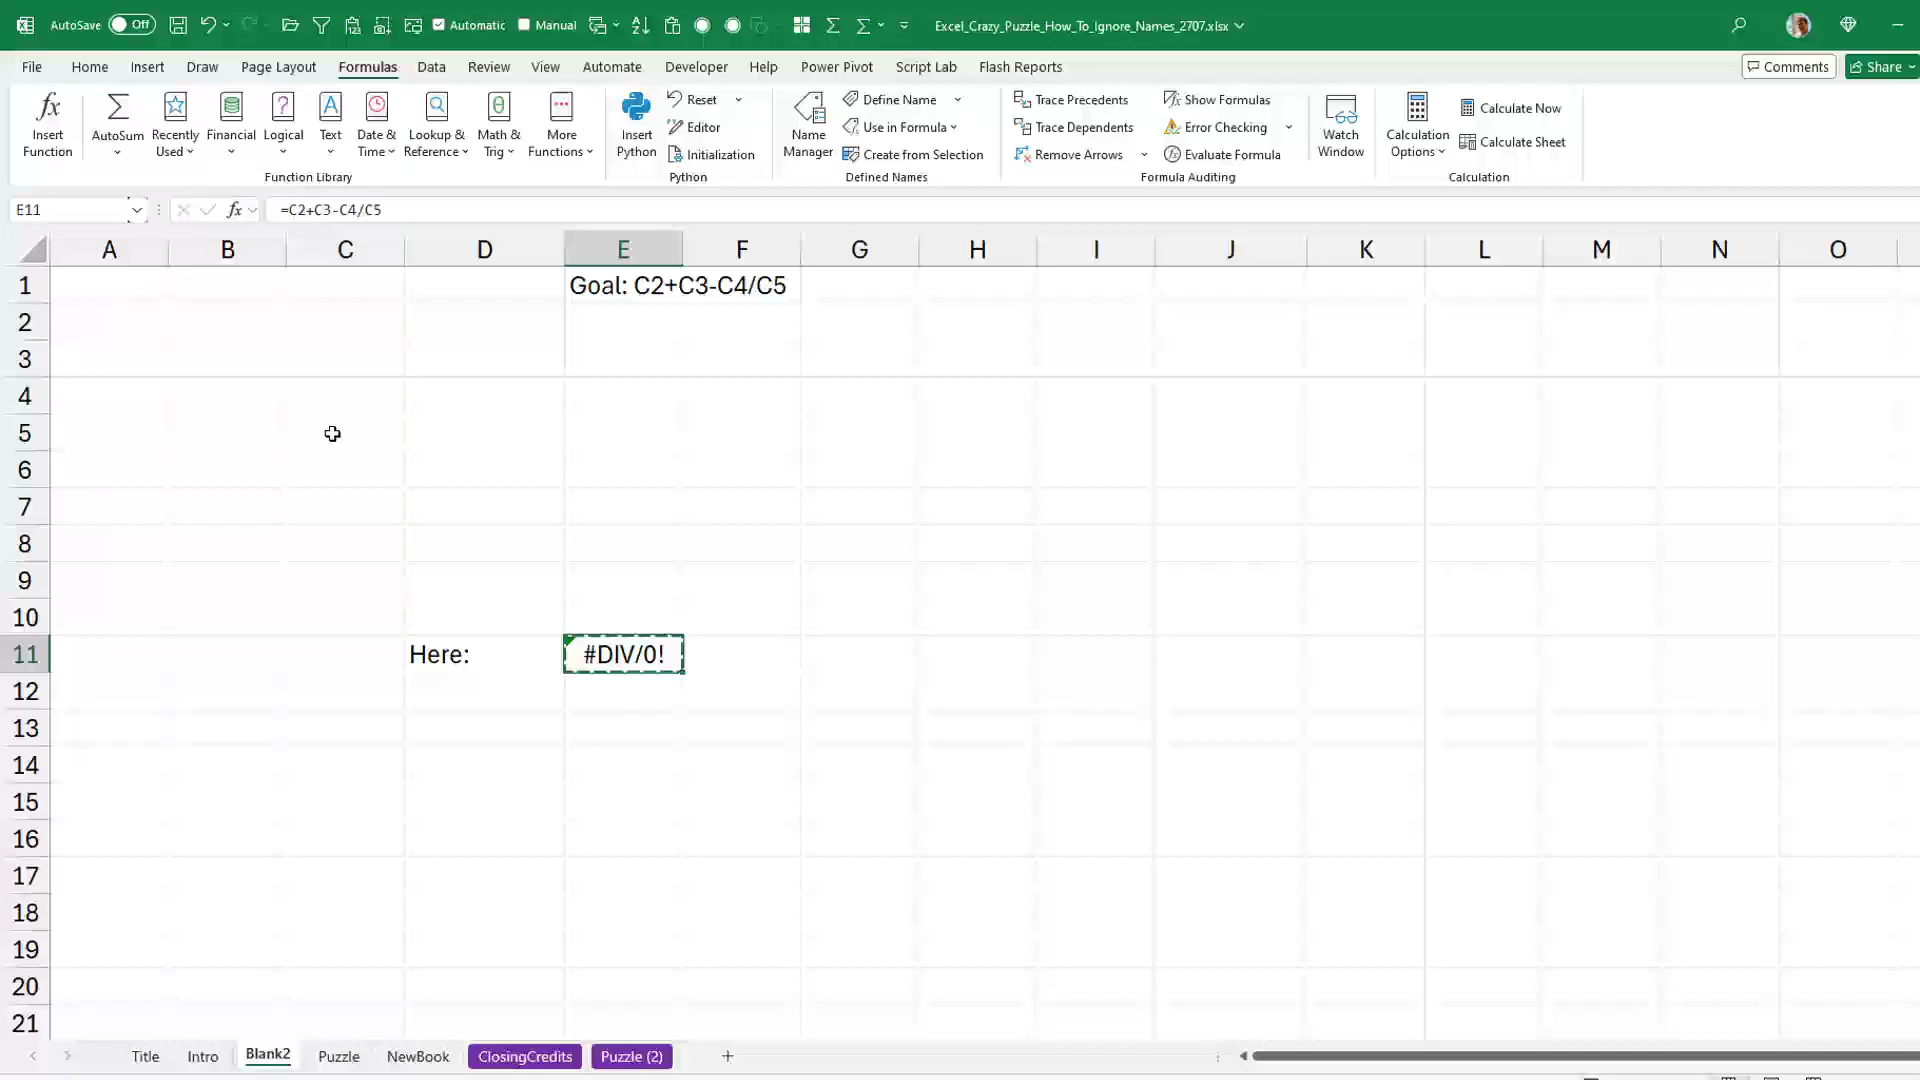 AutoSave Off Automatic Manual Excel_Crazy_Puzzle_How_To_Ignore_Names_2707.xlsx
File Home Insert Draw Page Layout Formulas Data Review View Automate Developer Help Power Pivot Script Lab Flash Reports Comments Share
Insert Function
AutoSum
Recently Used
Financial
Logical
Text
Date & Time
Lookup & Reference
Math & Trig
More Functions
Function Library
Insert Python
Reset
Editor
Initialization
Python
Name Manager
Define Name
Use in Formula
Create from Selection
Defined Names
Trace Precedents
Trace Dependents
Remove Arrows
Show Formulas
Error Checking
Evaluate Formula
Formula Auditing
Watch Window
Calculation Options
Calculate Now
Calculate Sheet
Calculation
E11 fx =C2+C3-C4/C5
A B C D E F G H I J K L M N O
1 Goal: C2+C3-C4/C5
2
3
4
5
6
7
8
9
10
11 Here: #DIV/0!
12
13
14
15
16
17
18
19
20
21
Title Intro Blank2 Puzzle NewBook ClosingCredits Puzzle (2) +